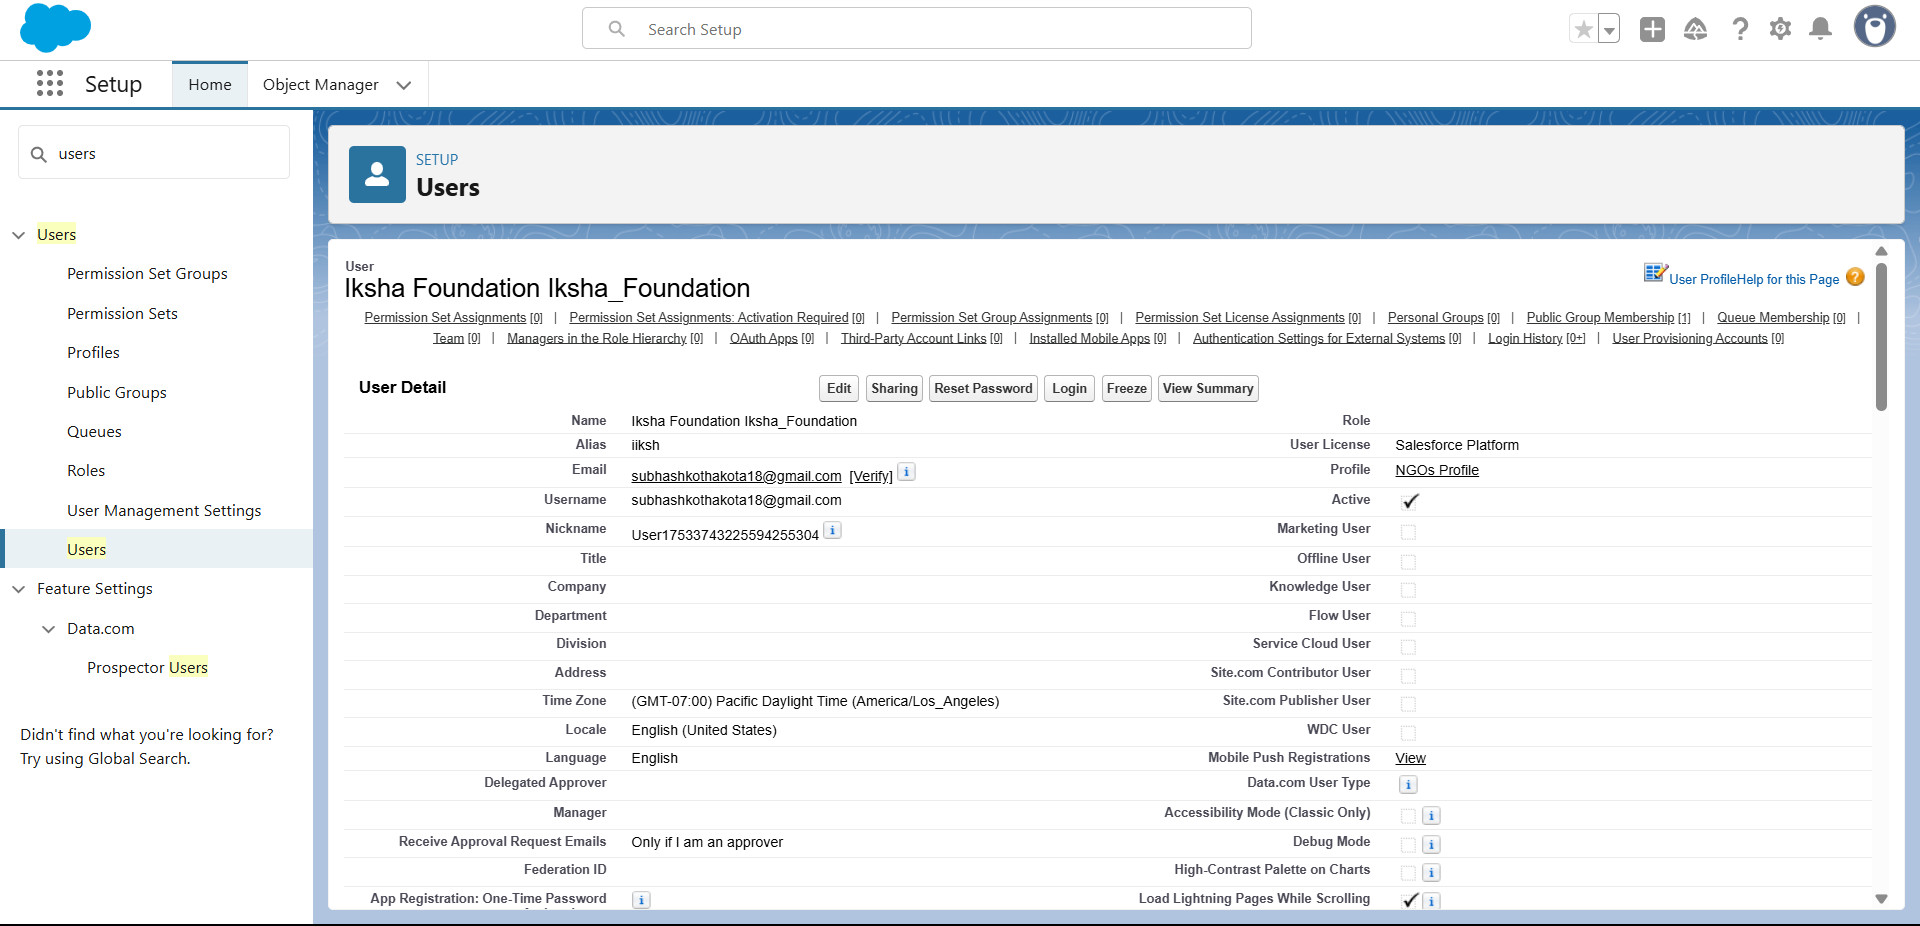 Search Setup
Setup
Home
Object Manager
users
Users
Permission Set Groups
Permission Sets
Profiles
Public Groups
Queues
Roles
User Management Settings
Users
Feature Settings
Data.com
Prospector Users
Didn't find what you're looking for?
Try using Global Search.
SETUP
Users
User
Iksha Foundation Iksha_Foundation
User Profile Help for this Page
Permission Set Assignments [0] | Permission Set Assignments: Activation Required [0] | Permission Set Group Assignments [0] | Permission Set License Assignments [0] | Personal Groups [0] | Public Group Membership [1] | Queue Membership [0] |
Team [0] | Managers in the Role Hierarchy [0] | OAuth Apps [0] | Third-Party Account Links [0] | Installed Mobile Apps [0] | Authentication Settings for External Systems [0] | Login History [0+] | User Provisioning Accounts [0]
User Detail
Edit Sharing Reset Password Login Freeze View Summary
Name Iksha Foundation Iksha_Foundation Role
Alias iiksh User License Salesforce Platform
Email subhashkothakota18@gmail.com [Verify] Profile NGOs Profile
Username subhashkothakota18@gmail.com Active
Nickname User17533743225594255304 Marketing User
Title Offline User
Company Knowledge User
Department Flow User
Division Service Cloud User
Address Site.com Contributor User
Time Zone (GMT-07:00) Pacific Daylight Time (America/Los_Angeles) Site.com Publisher User
Locale English (United States) WDC User
Language English Mobile Push Registrations View
Delegated Approver Data.com User Type
Manager Accessibility Mode (Classic Only)
Receive Approval Request Emails Only if I am an approver Debug Mode
Federation ID High-Contrast Palette on Charts
App Registration: One-Time Password Load Lightning Pages While Scrolling